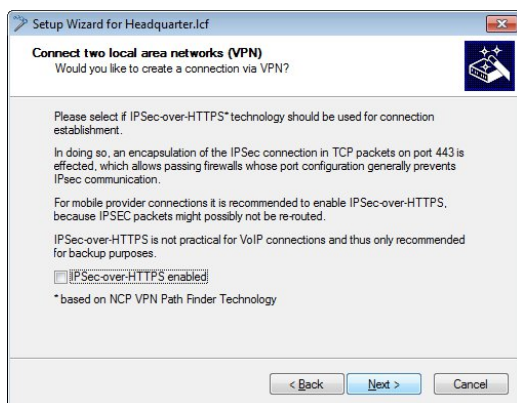 Setup Wizard for Headquarter.lcf
Connect two local area networks (VPN)
Would you like to create a connection via VPN?
Please select if IPSec-over-HTTPS* technology should be used for connection
establishment.
In doing so, an encapsulation of the IPSec connection in TCP packets on port 443 is
effected, which allows passing firewalls whose port configuration generally prevents
IPsec communication.
For mobile provider connections it is recommended to enable IPSec-over-HTTPS,
because IPSEC packets might possibly not be re-routed.
IPSec-over-HTTPS is not practical for VoIP connections and thus only recommended
for backup purposes.
IPSec-over-HTTPS enabled
* based on NCP VPN Path Finder Technology
< Back Next > Cancel